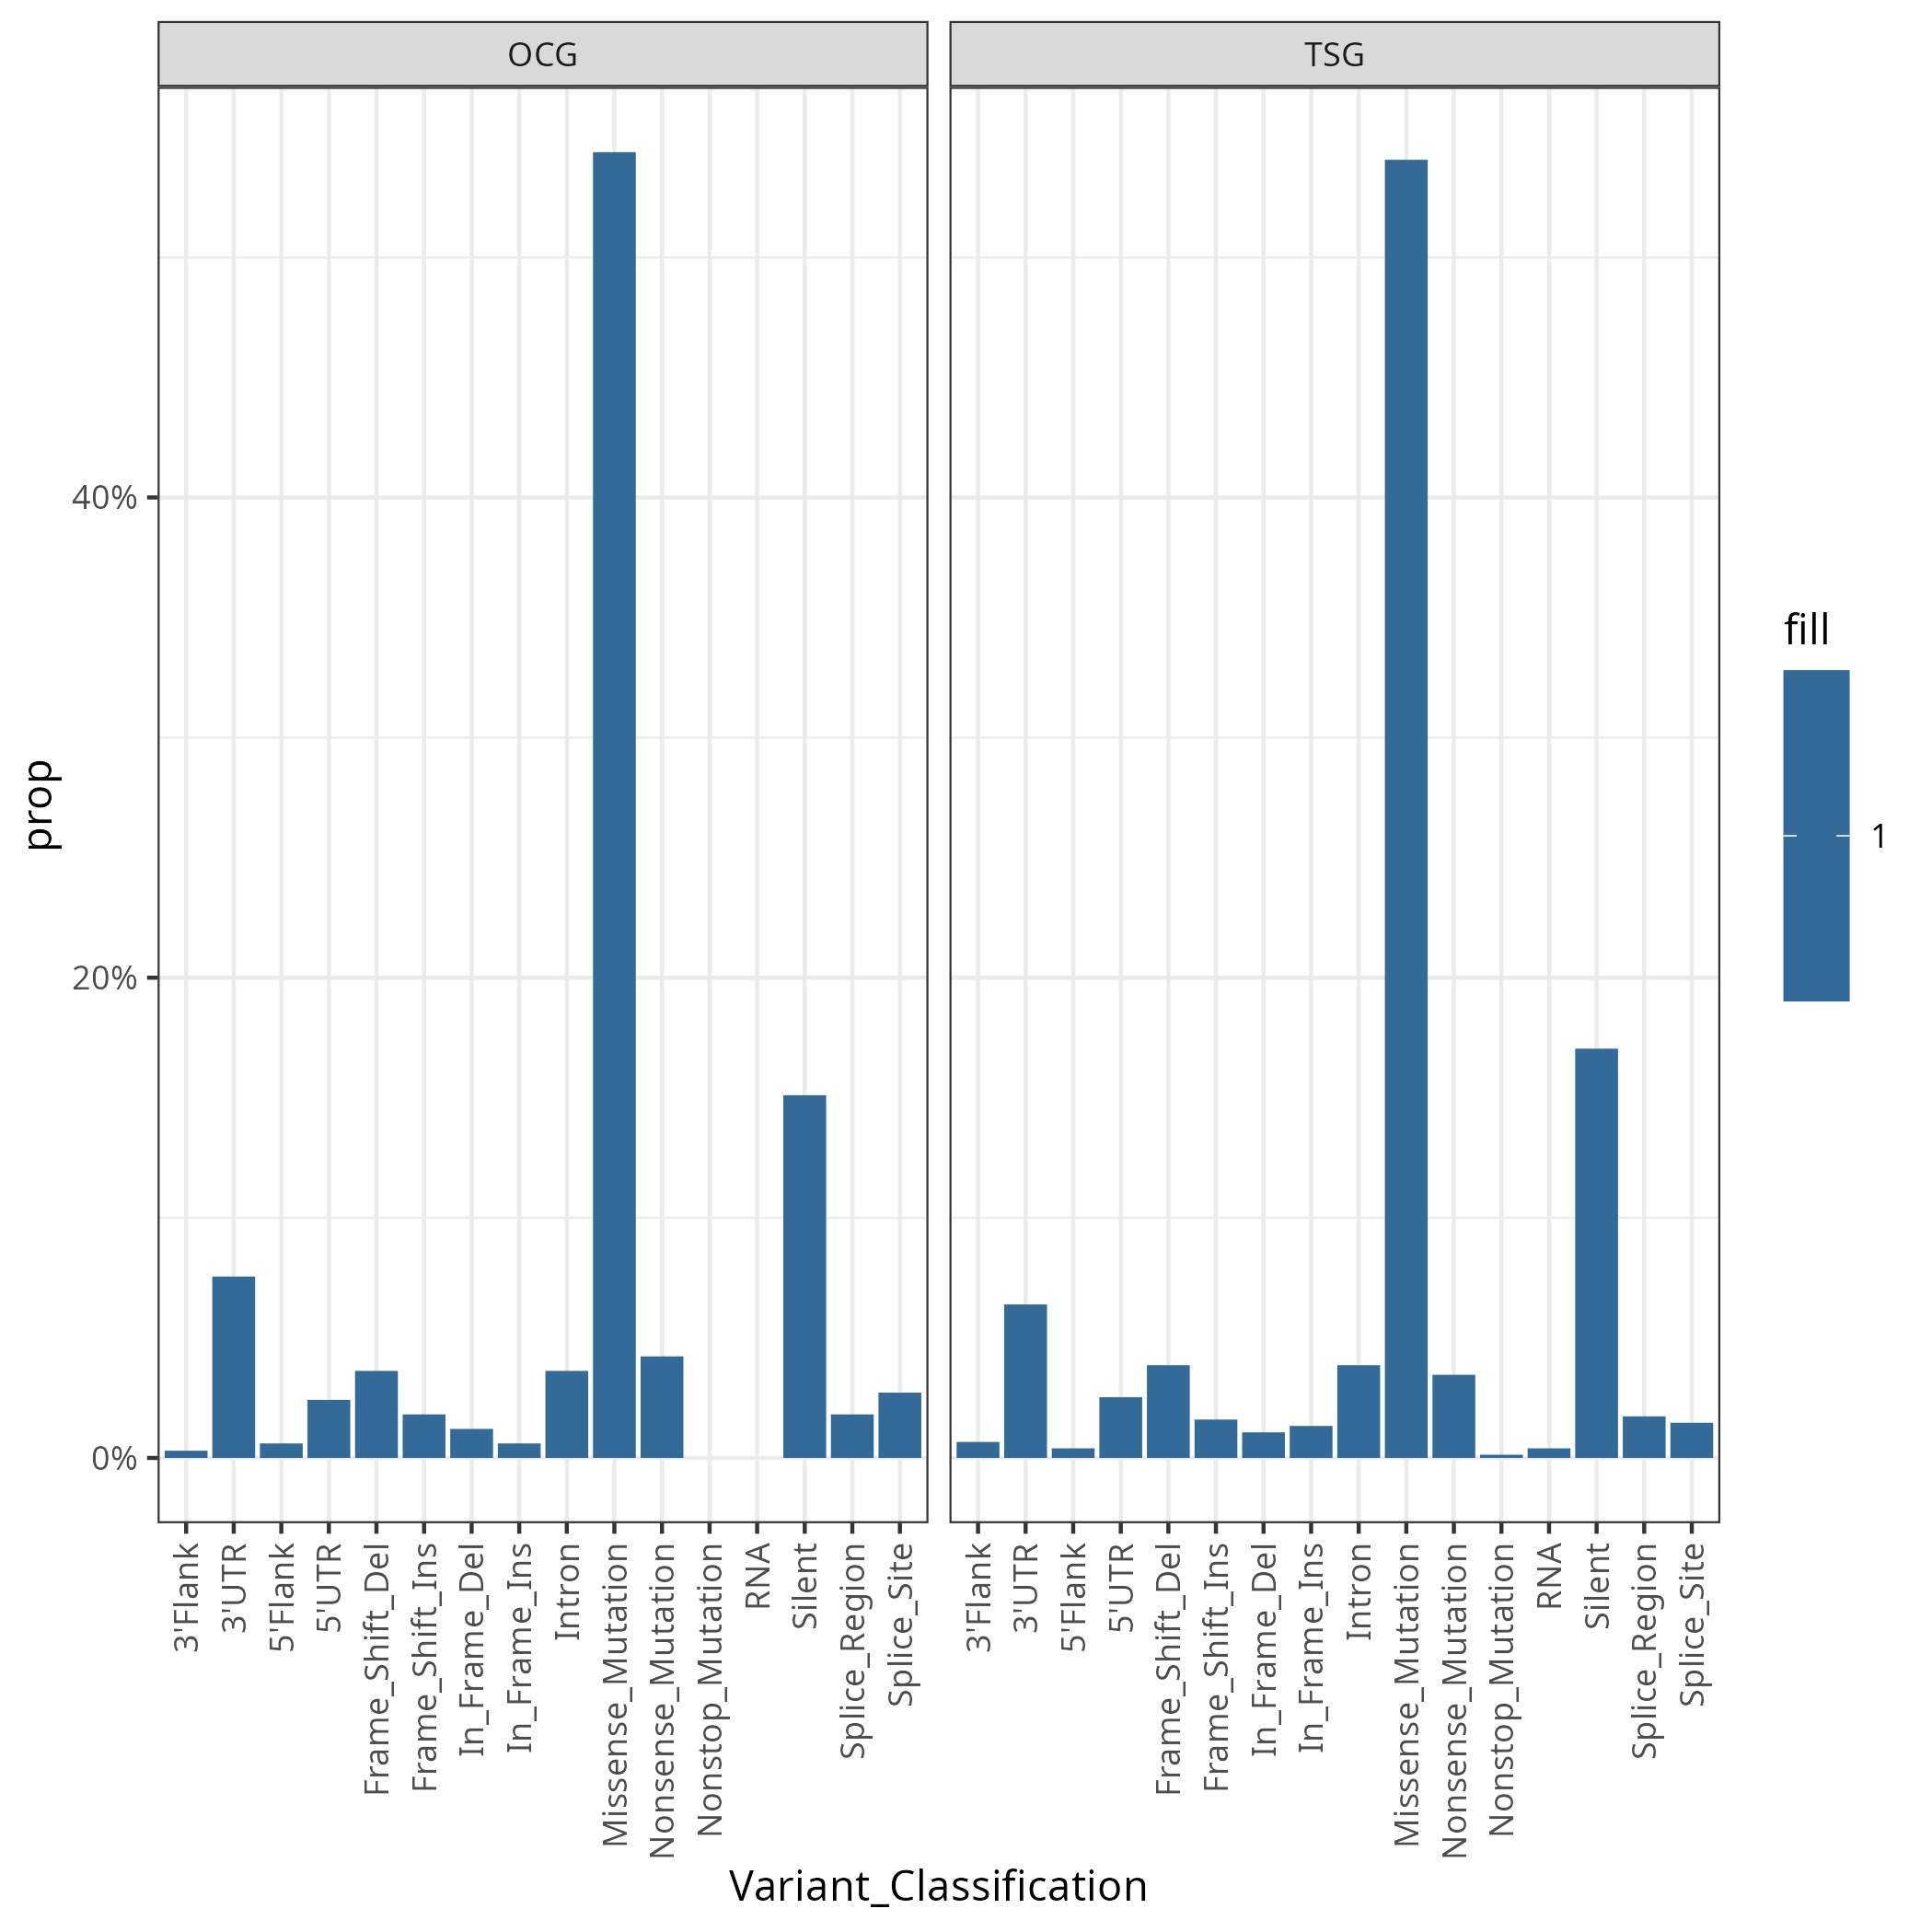 OCG
TSG
prop
40%
20%
0%
3'Flank
3'UTR
5'Flank
5'UTR
Frame_Shift_Del
Frame_Shift_Ins
In_Frame_Del
In_Frame_Ins
Intron
Missense_Mutation
Nonsense_Mutation
Nonstop_Mutation
RNA
Silent
Splice_Region
Splice_Site
3'Flank
3'UTR
5'Flank
5'UTR
Frame_Shift_Del
Frame_Shift_Ins
In_Frame_Del
In_Frame_Ins
Intron
Missense_Mutation
Nonsense_Mutation
Nonstop_Mutation
RNA
Silent
Splice_Region
Splice_Site
Variant_Classification
fill
1